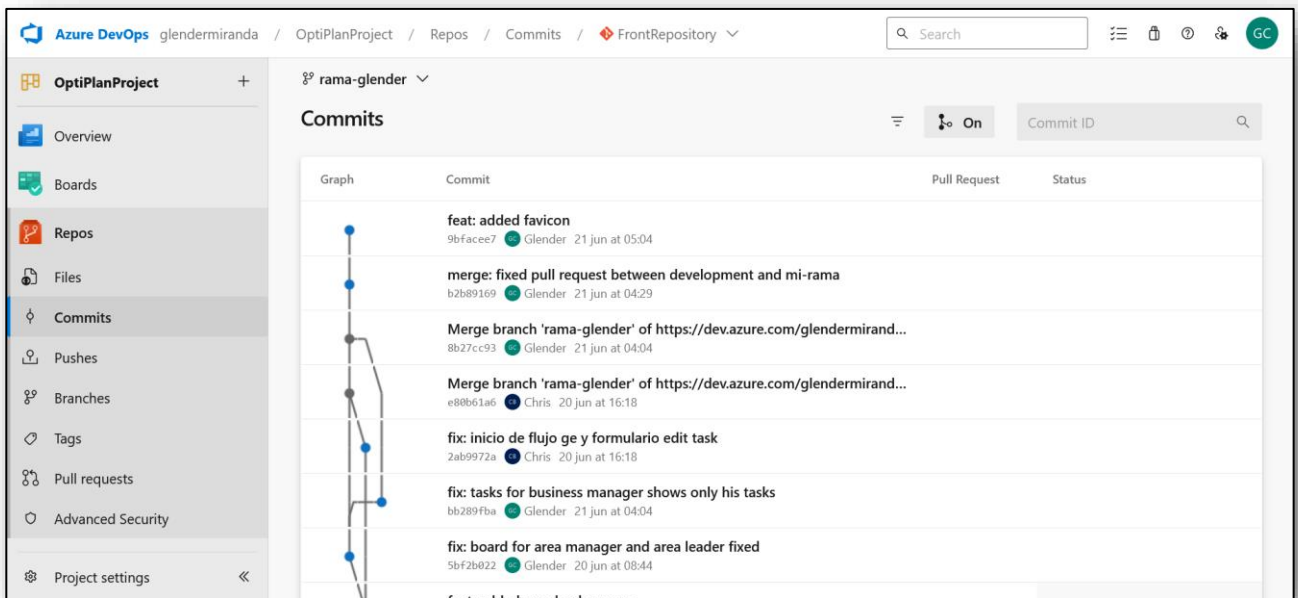 Azure DevOps glendermiranda / OptiPlanProject / Repos / Commits / FrontRepository
Search
GC
OptiPlanProject +
Overview
Boards
Repos
Files
Commits
Pushes
Branches
Tags
Pull requests
Advanced Security
Project settings
rama-glender
Commits
On
Commit ID
Graph Commit Pull Request Status
feat: added favicon
9bfacee7 GC Glender 21 jun at 05:04
merge: fixed pull request between development and mi-rama
b2b89169 GC Glender 21 jun at 04:29
Merge branch 'rama-glender' of https://dev.azure.com/glendermirand...
8b27cc93 GC Glender 21 jun at 04:04
Merge branch 'rama-glender' of https://dev.azure.com/glendermirand...
e80b61a6 CB Chris 20 jun at 16:18
fix: inicio de flujo ge y formulario edit task
2ab9972a CB Chris 20 jun at 16:18
fix: tasks for business manager shows only his tasks
bb289fba GC Glender 21 jun at 04:04
fix: board for area manager and area leader fixed
5bf2b022 GC Glender 20 jun at 08:44